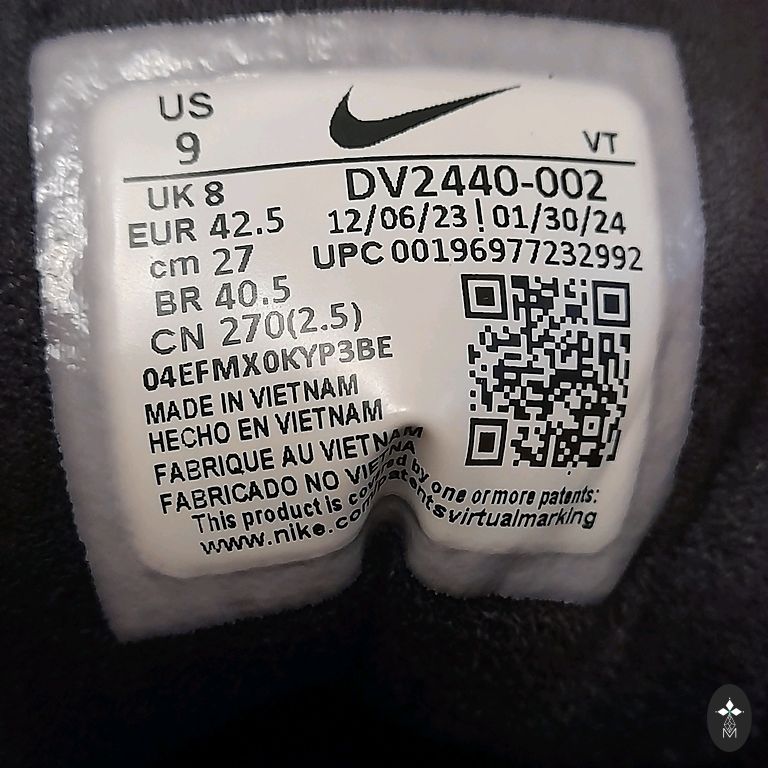 US
9
VT
UK 8
DV2440-002
EUR 42.5
12/06/23 ! 01/30/24
cm 27
UPC 00196977232992
BR 40.5
CN 270(2.5)
04EFMX0KYP3BE
MADE IN VIETNAM
HECHO EN VIETNAM
FABRIQUE AU VIETNAM
FABRICADO NO VIETNA
This product is covered by one or more patents:
www.nike.com/patentsvirtualmarking
M